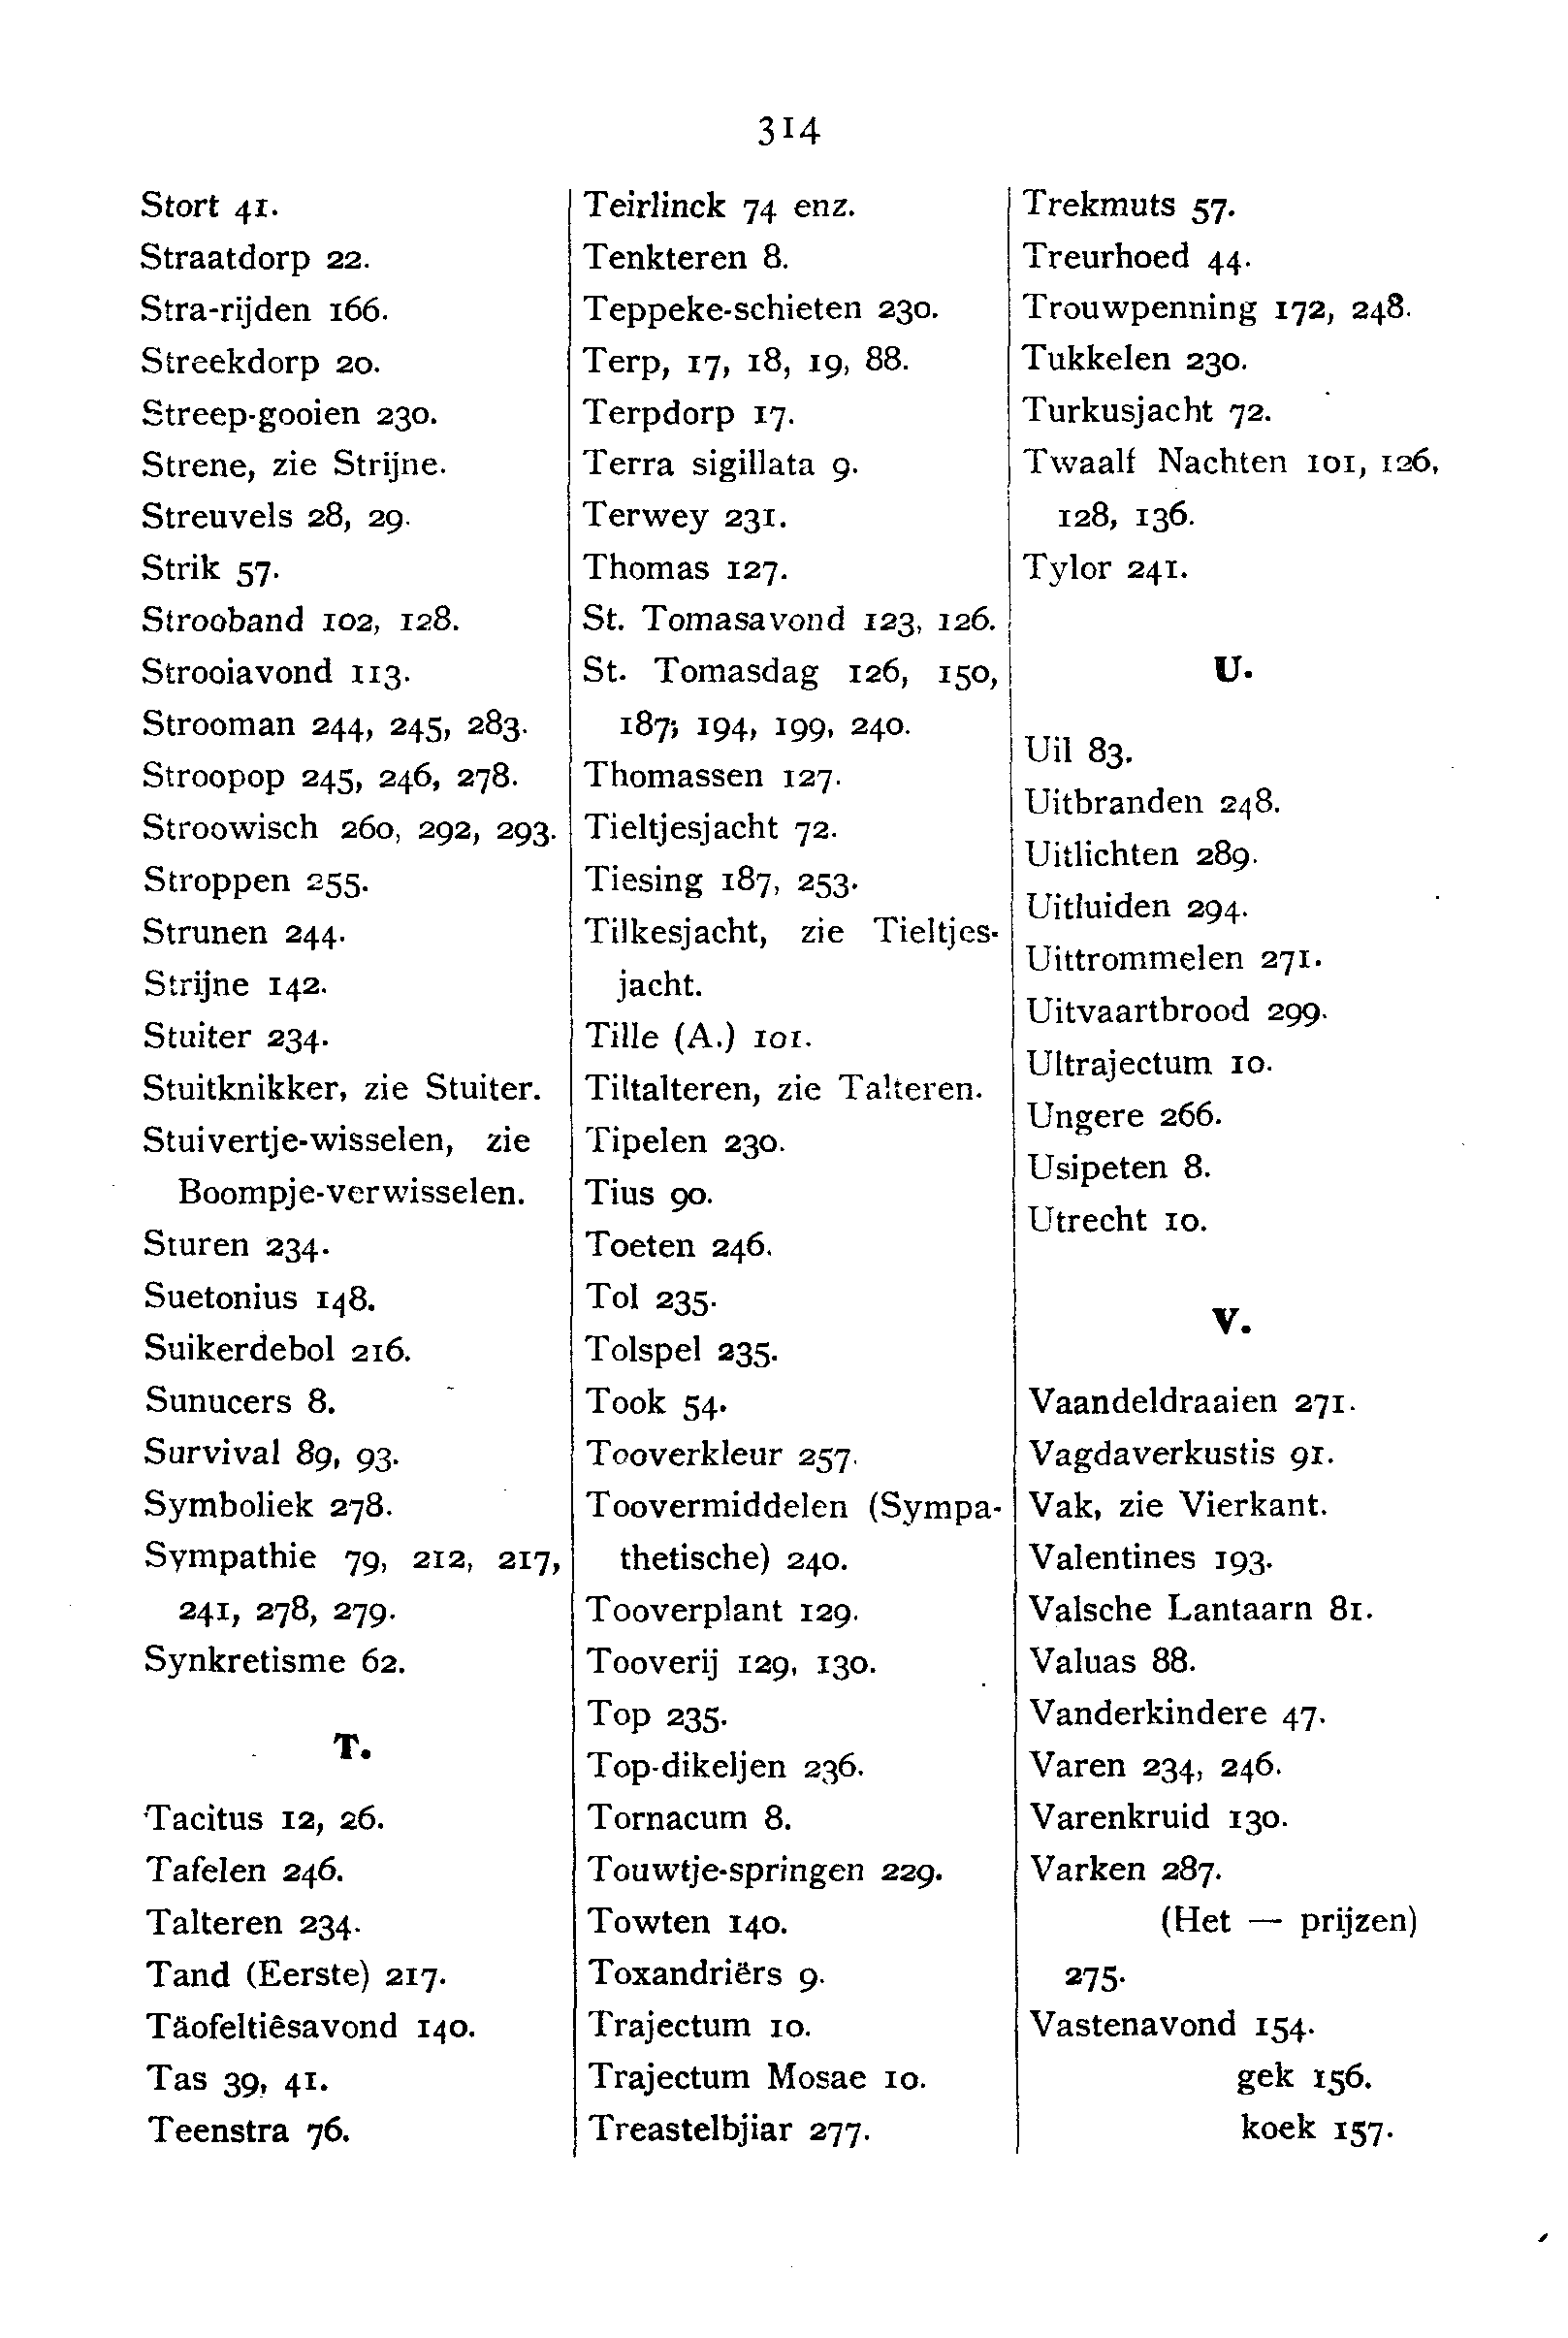 314
Stort 41.
Straatdorp 22.
Stra-rijden 166.
Streekdorp 20.
Streep-gooien 230.
Strene, zie Strijne.
Streuvels 28, 29.
Strik 57.
Strooband 102, 128.
Strooiavond 113.
Strooman 244, 245, 283.
Stroopop 245, 246, 278.
Stroowisch 260, 292, 293.
Stroppen 255.
Strunen 244.
Strijne 142.
Stuiter 234.
Stuitknikker, zie Stuiter.
Stuivertje-wisselen, zie
Boompje-verwisselen.
Sturen 234.
Suetonius 148.
Suikerdebol 216.
Sunucers 8.
Survival 89, 93.
Symboliek 278.
Sympathie 79, 212, 217,
241, 278, 279.
Synkretisme 62.
T.
Tacitus 12, 26.
Tafelen 246.
Talteren 234.
Tand (Eerste) 217.
Täofeltiêsavond 140.
Tas 39, 41.
Teenstra 76.
Teirlinck 74 enz.
Tenkteren 8.
Teppeke-schieten 230.
Terp, 17, 18, 19, 88.
Terpdorp 17.
Terra sigillata 9.
Terwey 231.
Thomas 127.
St. Tomasavond 123, 126.
St. Tomasdag 126, 150,
187; 194, 199, 240.
Thomassen 127.
Tieltjesjacht 72.
Tiesing 187, 253.
Tilkesjacht, zie Tieltjes-
jacht.
Tille (A.) 101.
Tiltalteren, zie Talteren.
Tipelen 230.
Tius 90.
Toeten 246.
Tol 235.
Tolspel 235.
Took 54.
Tooverkleur 257.
Toovermiddelen (Sympa-
thetische) 240.
Tooverplant 129.
Tooverij 129, 130.
Top 235.
Top-dikeljen 236.
Tornacum 8.
Touwtje-springen 229.
Towten 140.
Toxandriërs 9.
Trajectum 10.
Trajectum Mosae 10.
Treastelbjiar 277.
Trekmuts 57.
Treurhoed 44.
Trouwpenning 172, 248.
Tukkelen 230.
Turkusjacht 72.
Twaalf Nachten 101, 126,
128, 136.
Tylor 241.
U.
Uil 83.
Uitbranden 248.
Uitlichten 289.
Uitluiden 294.
Uittrommelen 271.
Uitvaartbrood 299.
Ultrajectum 10.
Ungere 266.
Usipeten 8.
Utrecht 10.
V.
Vaandeldraaien 271.
Vagdaverkustis 91.
Vak, zie Vierkant.
Valentines 193.
Valsche Lantaarn 81.
Valuas 88.
Vanderkindere 47.
Varen 234, 246.
Varenkruid 130.
Varken 287.
(Het — prijzen)
275.
Vastenavond 154.
gek 156.
koek 157.